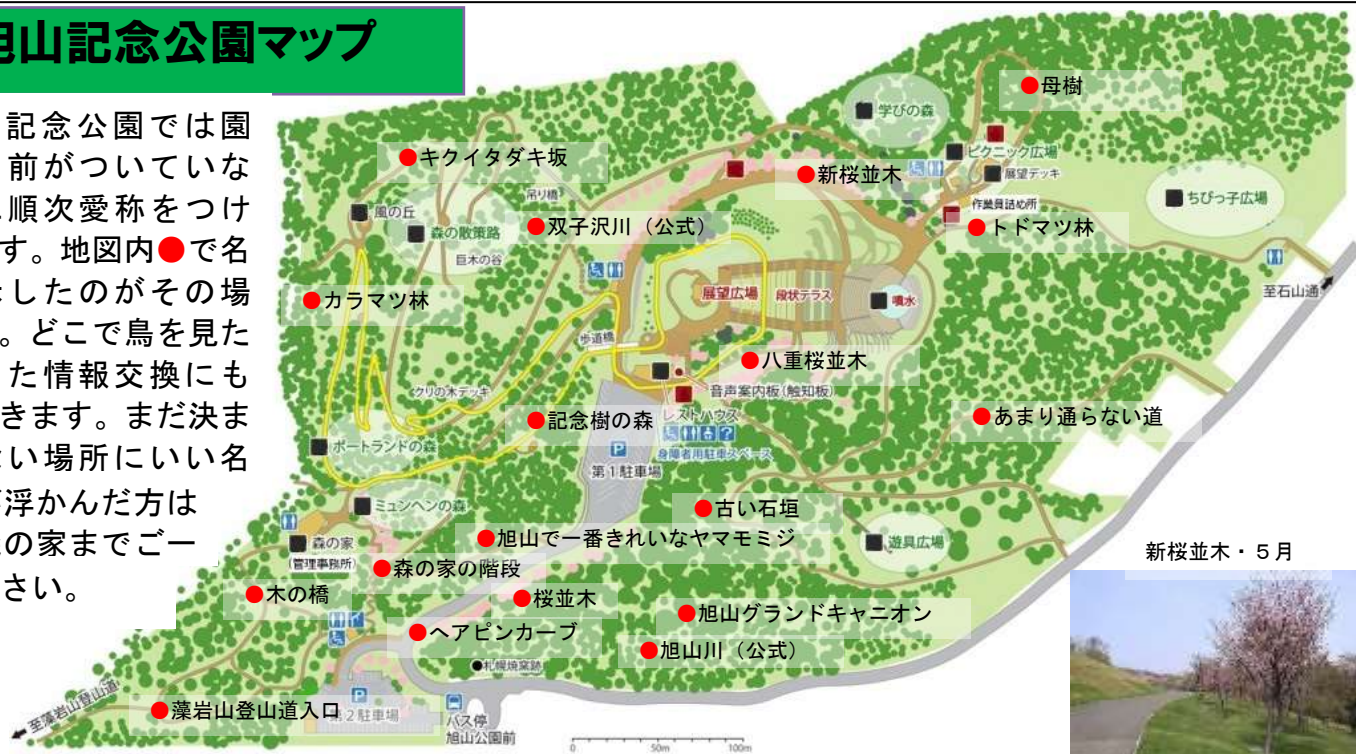 旭山記念公園マップ
記念公園では園
前がついていな
順次愛称をつけ
す。地図内●で名
したのがその場
。どこで鳥を見た
た情報交換にも
きます。まだ決ま
い場所にいい名
浮かんだ方は
の家までご一
さい。
●母樹
学びの森
●キクイタダキ坂
ピクニック広場
●新桜並木
展望デッキ
吊り橋
ちびっ子広場
作業員詰め所
風の丘
●双子沢川（公式）
●トドマツ林
森の散策路
巨木の谷
●カラマツ林
展望広場
段状テラス
噴水
至石山通
歩道橋
●八重桜並木
クリの木デッキ
音声案内板(触知板)
レストハウス
●記念樹の森
●あまり通らない道
ポートランドの森
P
身障者用駐車スペース
第1駐車場
ミュンヘンの森
●古い石垣
●旭山で一番きれいなヤマモミジ
遊具広場
森の家
(管理事務所)
新桜並木・５月
●森の家の階段
●木の橋
●桜並木
●旭山グランドキャニオン
●ヘアピンカーブ
●旭山川（公式）
●札幌焼窯跡
至藻岩山登山道
●藻岩山登山道入口
P
第2駐車場
バス停
旭山公園前
0 50m 100m